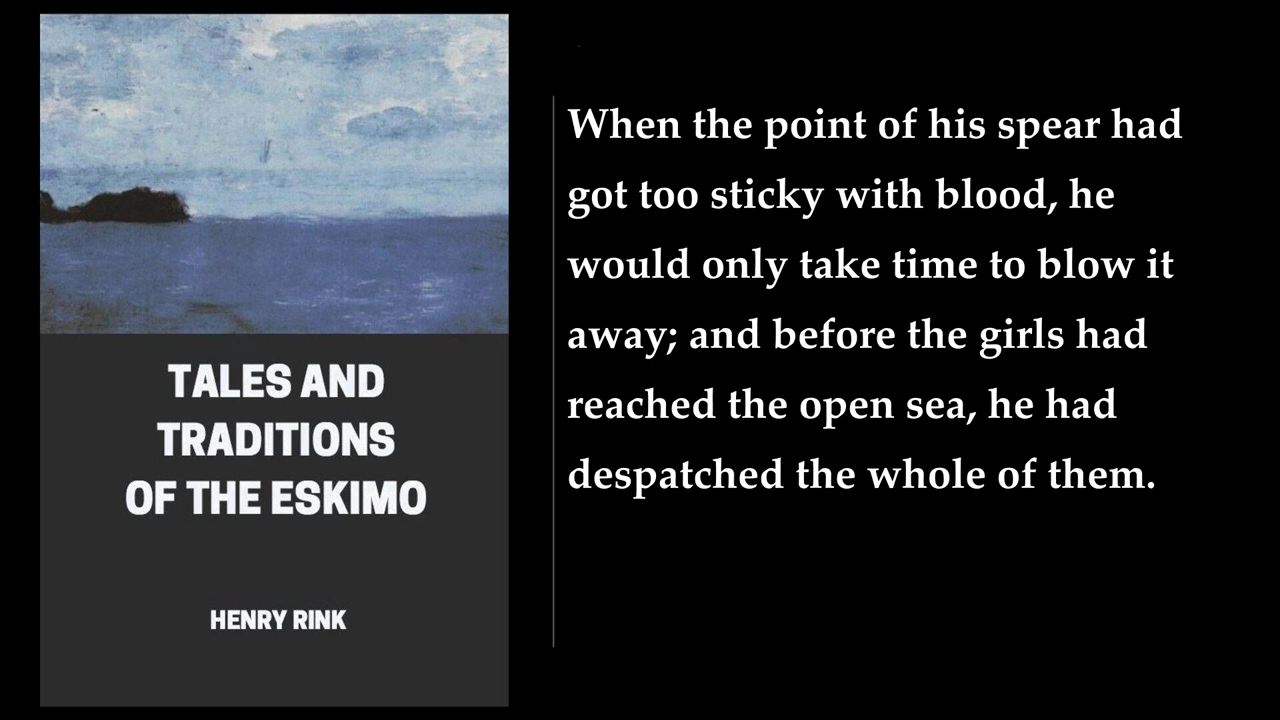 TALES AND
TRADITIONS
OF THE ESKIMO
HENRY RINK
When the point of his spear had
got too sticky with blood, he
would only take time to blow it
away; and before the girls had
reached the open sea, he had
despatched the whole of them.